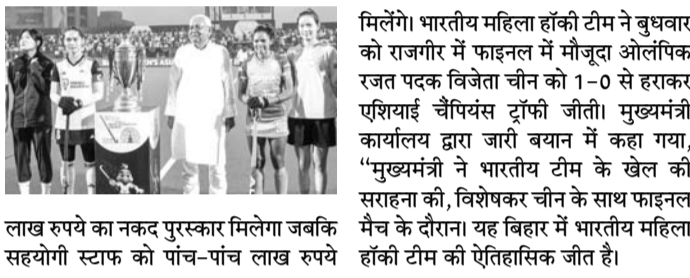 लाख रुपये का नकद पुरस्कार मिलेगा जबकि
सहयोगी स्टाफ को पांच-पांच लाख रुपये
मिलेंगे। भारतीय महिला हॉकी टीम ने बुधवार
को राजगीर में फाइनल में मौजूदा ओलंपिक
रजत पदक विजेता चीन को 1-0 से हराकर
एशियाई चैंपियंस ट्रॉफी जीती। मुख्यमंत्री
कार्यालय द्वारा जारी बयान में कहा गया,
“मुख्यमंत्री ने भारतीय टीम के खेल की
सराहना की, विशेषकर चीन के साथ फाइनल
मैच के दौरान। यह बिहार में भारतीय महिला
हॉकी टीम की ऐतिहासिक जीत है।